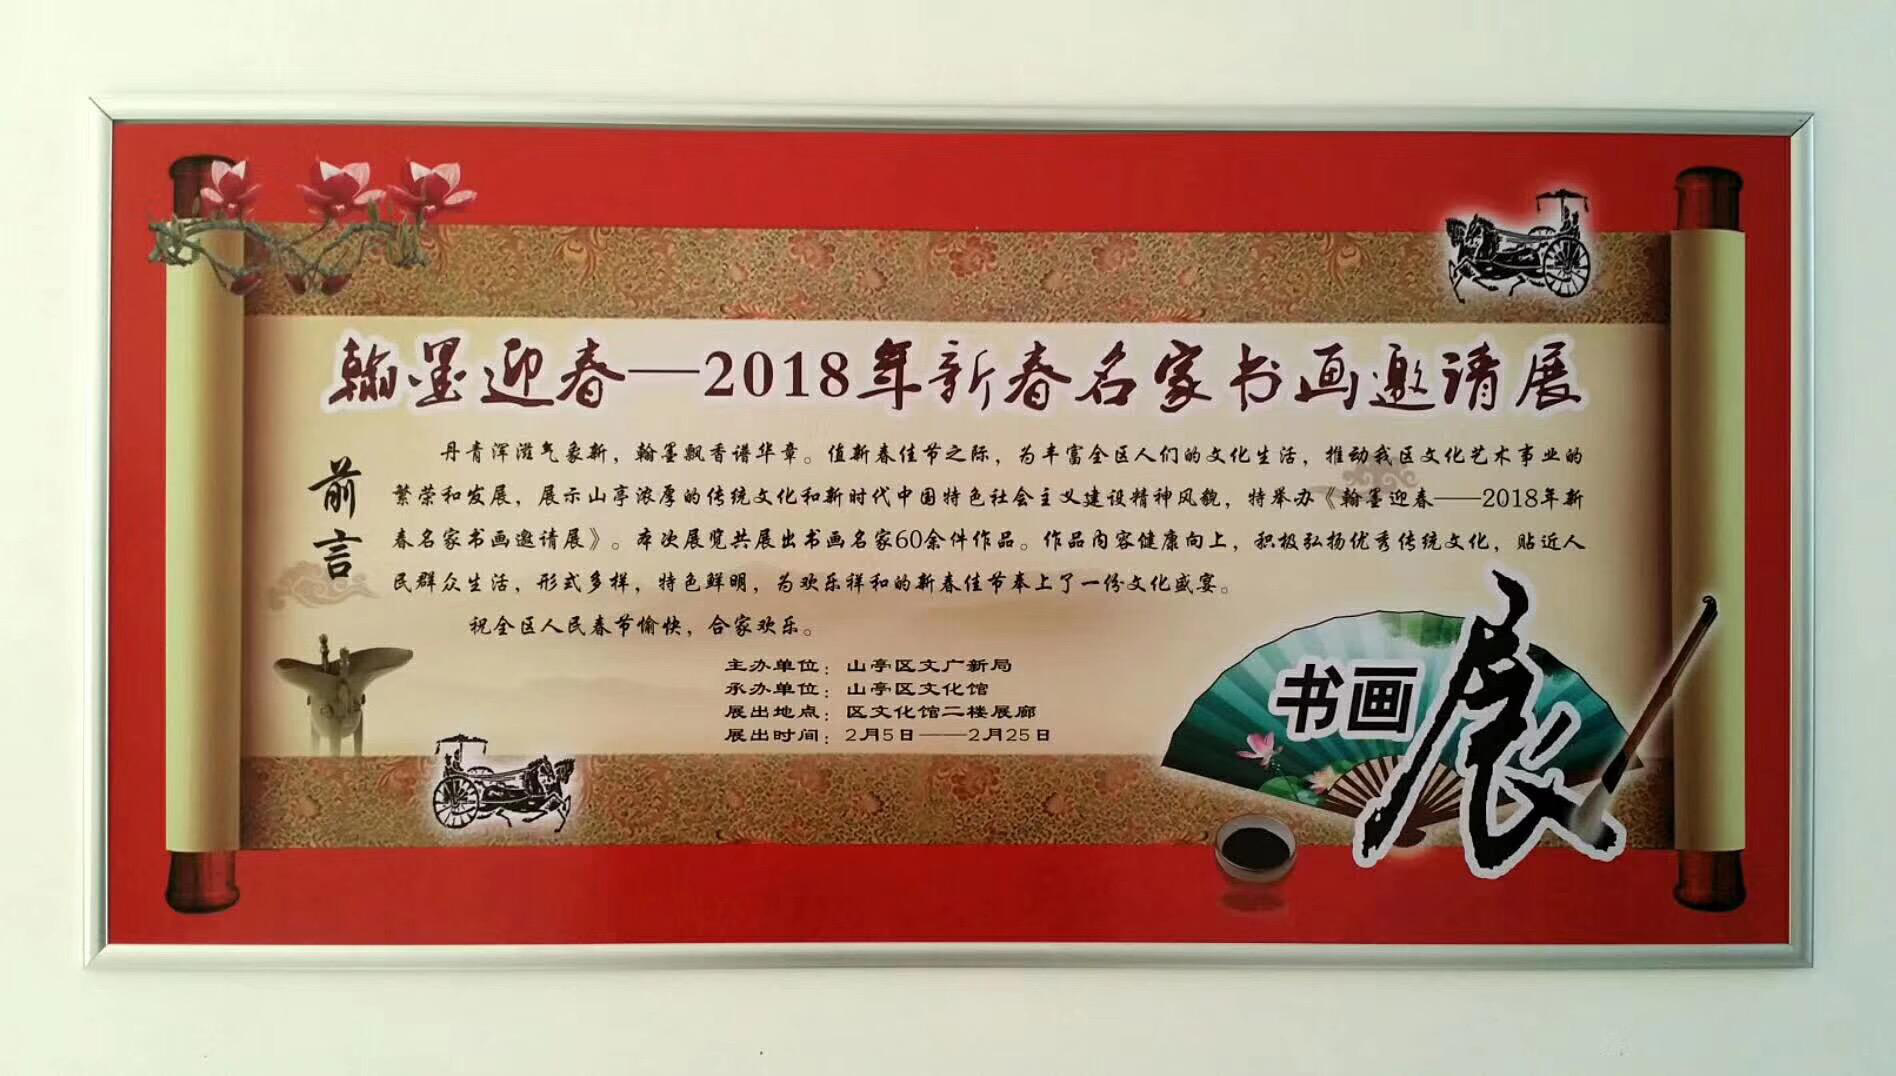 翰墨迎春——2018年新春名家书画邀请展
前言
丹青浑滋气象新，翰墨飘香谱华章。值新春佳节之际，为丰富全区人们的文化生活，推动我区文化艺术事业的
繁荣和发展，展示山亭浓厚的传统文化和新时代中国特色社会主义建设精神风貌，特举办《翰墨迎春——2018年新
春名家书画邀请展》。本次展览共展出书画名家60余件作品。作品内容健康向上，积极弘扬优秀传统文化，贴近人
民群众生活，形式多样，特色鲜明，为欢乐祥和的新春佳节奉上了一份文化盛宴。
祝全区人民春节愉快，合家欢乐。
主办单位：山亭区文广新局
承办单位：山亭区文化馆
展出地点：区文化馆二楼展廊
展出时间：2月5日——2月25日
书画展